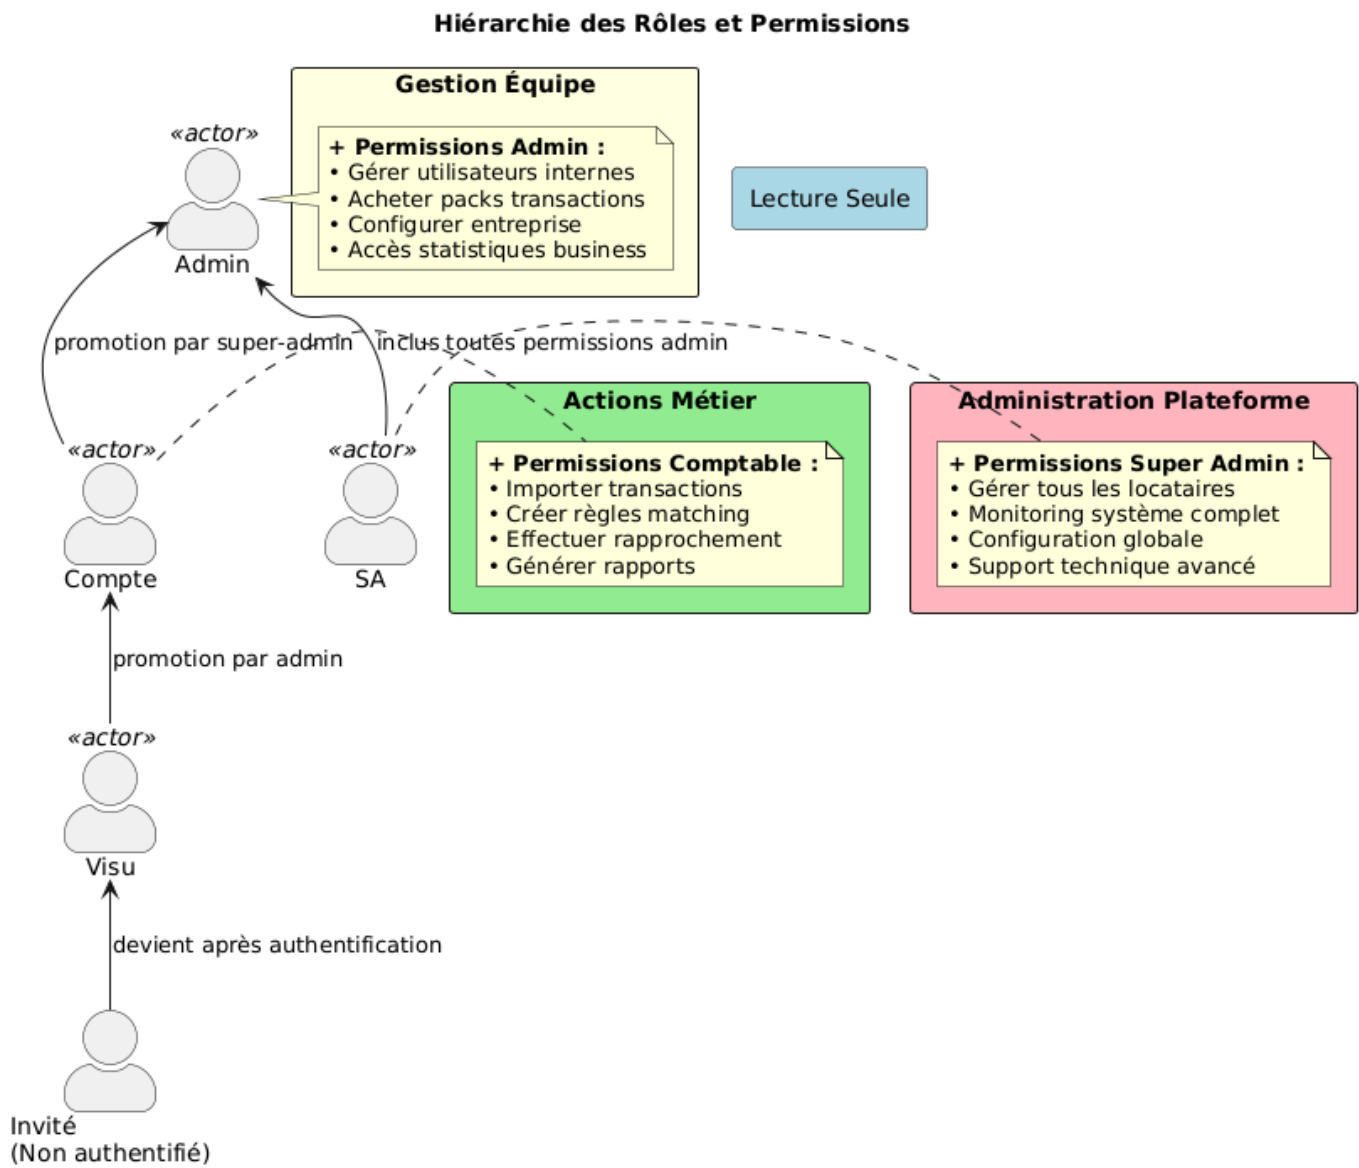 Hiérarchie des Rôles et Permissions
Gestion Équipe
«actor»
Admin
+ Permissions Admin :
• Gérer utilisateurs internes
• Acheter packs transactions
• Configurer entreprise
• Accès statistiques business
Lecture Seule
promotion par super-admin
inclus toutes permissions admin
«actor»
Compte
«actor»
SA
Actions Métier
+ Permissions Comptable :
• Importer transactions
• Créer règles matching
• Effectuer rapprochement
• Générer rapports
Administration Plateforme
+ Permissions Super Admin :
• Gérer tous les locataires
• Monitoring système complet
• Configuration globale
• Support technique avancé
promotion par admin
«actor»
Visu
devient après authentification
Invité
(Non authentifié)